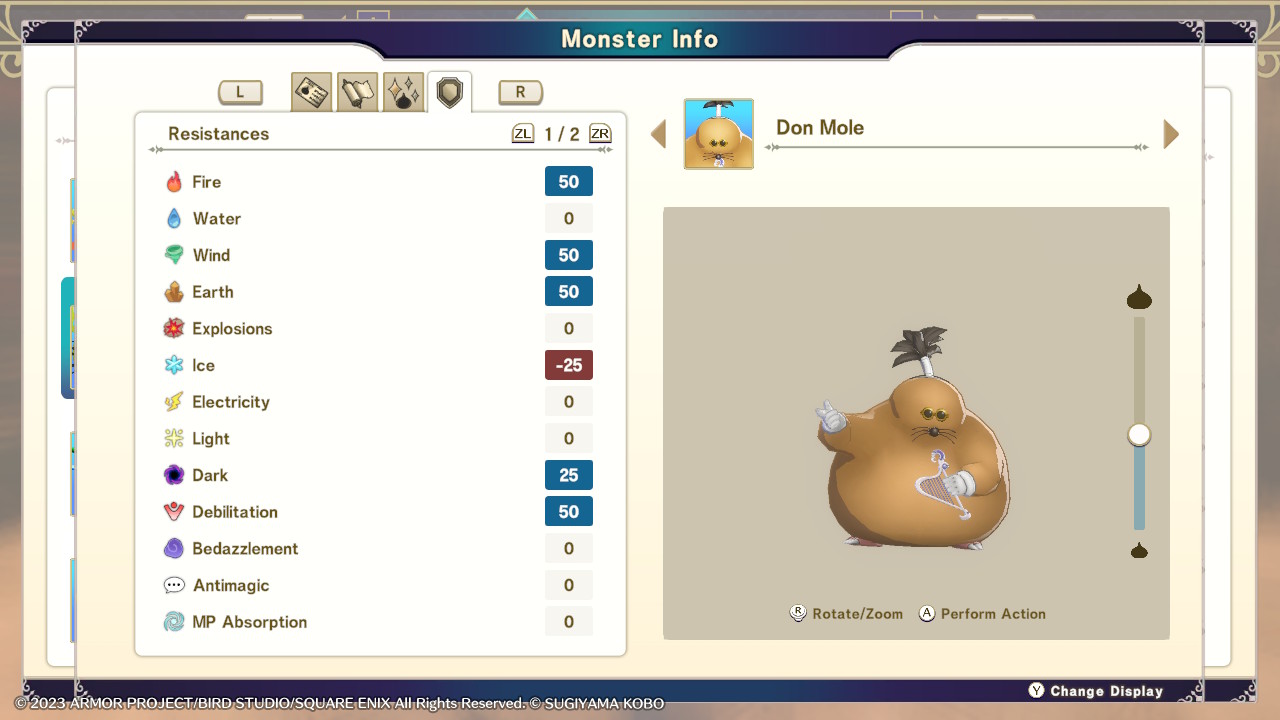 Monster Info
L
R
Resistances
ZL 1 / 2 ZR
Fire 50
Water 0
Wind 50
Earth 50
Explosions 0
Ice -25
Electricity 0
Light 0
Dark 25
Debilitation 50
Bedazzlement 0
Antimagic 0
MP Absorption 0
Don Mole
R Rotate/Zoom A Perform Action
Y Change Display
© 2023 ARMOR PROJECT/BIRD STUDIO/SQUARE ENIX All Rights Reserved. © SUGIYAMA KOBO